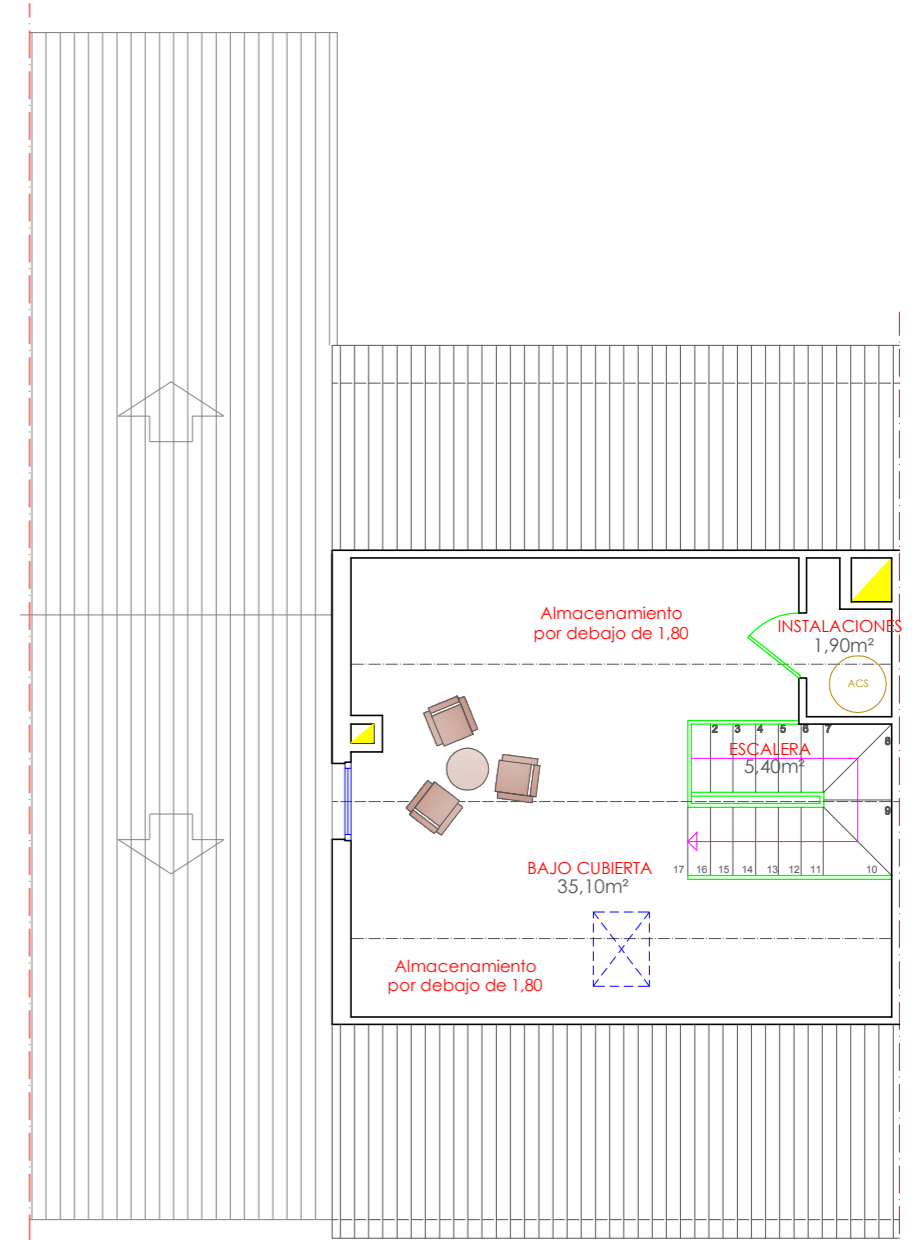 Almacenamiento
por debajo de 1,80
INSTALACIONES
1,90m²
ACS
2 3 4 5 6 7
8
ESCALERA
5,40m²
9
BAJO CUBIERTA
35,10m²
17 16 15 14 13 12 11 10
Almacenamiento
por debajo de 1,80